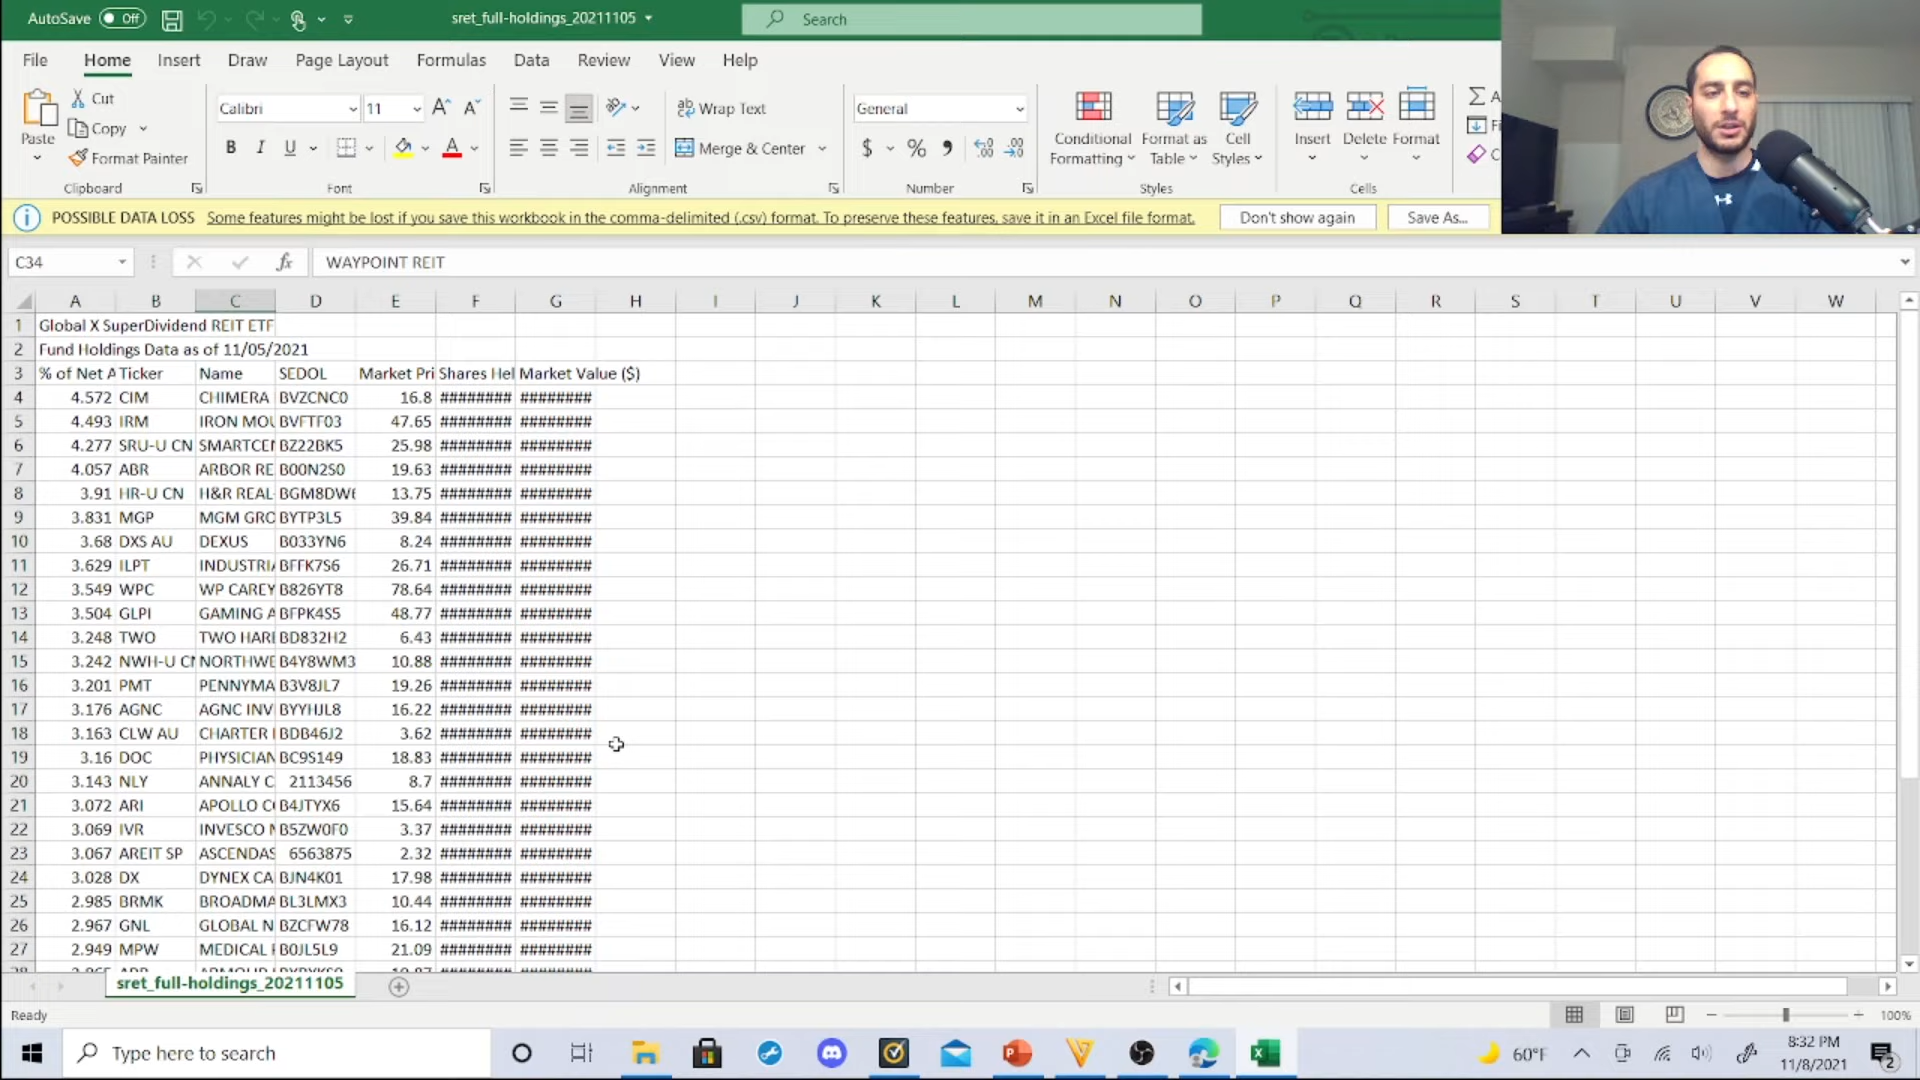 AutoSave Off sret_full-holdings_20211105 Search
File Home Insert Draw Page Layout Formulas Data Review View Help
Paste Cut Copy Format Painter Clipboard
Calibri 11 B I U Font
Wrap Text Merge & Center Alignment
General $ % Number
Conditional Formatting Format as Table Cell Styles Styles
Insert Delete Format Cells
POSSIBLE DATA LOSS Some features might be lost if you save this workbook in the comma-delimited (.csv) format. To preserve these features, save it in an Excel file format. Don't show again Save As...
C34 fx WAYPOINT REIT
A B C D E F G H I J K L M N O P Q R S T U V W
1 Global X SuperDividend REIT ETF
2 Fund Holdings Data as of 11/05/2021
3 % of Net A Ticker Name SEDOL Market Pri Shares Hel Market Value ($)
4 4.572 CIM CHIMERA BVZCNC0 16.8 ######## ########
5 4.493 IRM IRON MOU BVFTF03 47.65 ######## ########
6 4.277 SRU-U CN SMARTCEN BZ22BK5 25.98 ######## ########
7 4.057 ABR ARBOR RE B00N2S0 19.63 ######## ########
8 3.91 HR-U CN H&R REAL- BGM8DW6 13.75 ######## ########
9 3.831 MGP MGM GRO BYTP3L5 39.84 ######## ########
10 3.68 DXS AU DEXUS B033YN6 8.24 ######## ########
11 3.629 ILPT INDUSTRIA BFFK7S6 26.71 ######## ########
12 3.549 WPC WP CAREY B826YT8 78.64 ######## ########
13 3.504 GLPI GAMING A BFPK4S5 48.77 ######## ########
14 3.248 TWO TWO HARI BD832H2 6.43 ######## ########
15 3.242 NWH-U CN NORTHWE B4Y8WM3 10.88 ######## ########
16 3.201 PMT PENNYMA B3V8JL7 19.26 ######## ########
17 3.176 AGNC AGNC INV BYYHJL8 16.22 ######## ########
18 3.163 CLW AU CHARTER BDB46J2 3.62 ######## ########
19 3.16 DOC PHYSICIAN BC9S149 18.83 ######## ########
20 3.143 NLY ANNALY C 2113456 8.7 ######## ########
21 3.072 ARI APOLLO C B4JTYX6 15.64 ######## ########
22 3.069 IVR INVESCO B5ZW0F0 3.37 ######## ########
23 3.067 AREIT SP ASCENDAS 6563875 2.32 ######## ########
24 3.028 DX DYNEX CA BJN4K01 17.98 ######## ########
25 2.985 BRMK BROADMA BL3LMX3 10.44 ######## ########
26 2.967 GNL GLOBAL N BZCFW78 16.12 ######## ########
27 2.949 MPW MEDICAL B0JL5L9 21.09 ######## ########
sret_full-holdings_20211105
Ready 100%
Type here to search 60°F 8:32 PM
11/8/2021 2